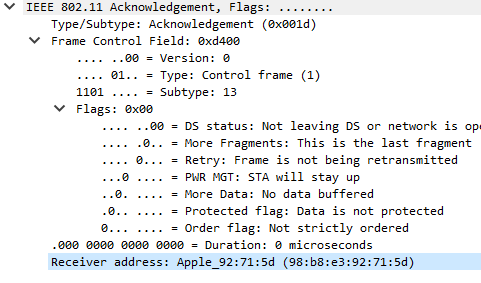 IEEE 802.11 Acknowledgement, Flags: ........
Type/Subtype: Acknowledgement (0x001d)
Frame Control Field: 0xd400
.... ..00 = Version: 0
.... 01.. = Type: Control frame (1)
1101 .... = Subtype: 13
Flags: 0x00
.... ..00 = DS status: Not leaving DS or network is ope
.... .0.. = More Fragments: This is the last fragment
.... 0... = Retry: Frame is not being retransmitted
...0 .... = PWR MGT: STA will stay up
..0. .... = More Data: No data buffered
.0.. .... = Protected flag: Data is not protected
0... .... = Order flag: Not strictly ordered
.000 0000 0000 0000 = Duration: 0 microseconds
Receiver address: Apple_92:71:5d (98:b8:e3:92:71:5d)